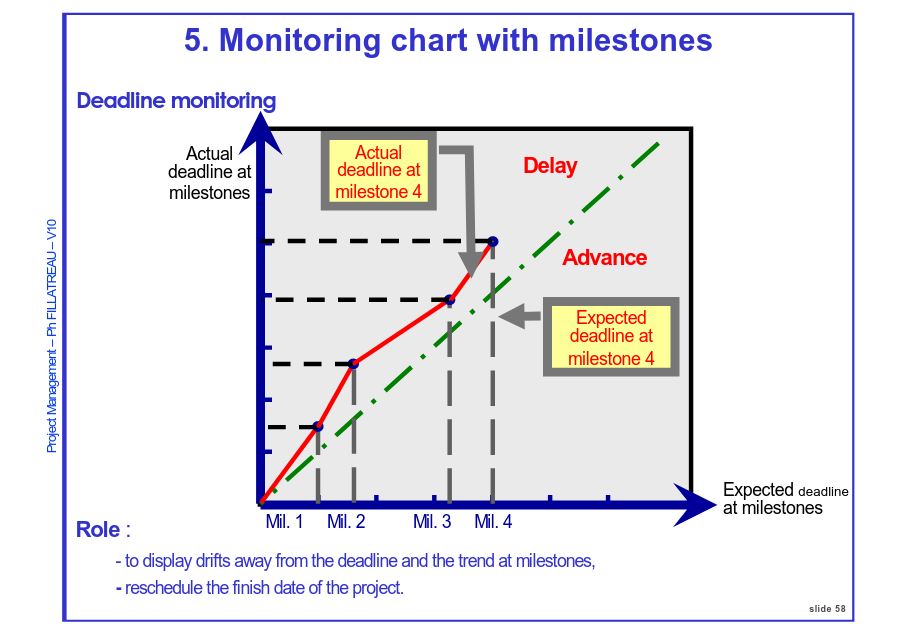 5. Monitoring chart with milestones
Deadline monitoring
Actual
deadline at
milestones
Actual
deadline at
milestone 4
Delay
Advance
Expected
deadline at
milestone 4
Project Management – Ph FILLATREAU – V10
Expected deadline
at milestones
Mil. 1 Mil. 2 Mil. 3 Mil. 4
Role :
- to display drifts away from the deadline and the trend at milestones,
- reschedule the finish date of the project.
slide 58